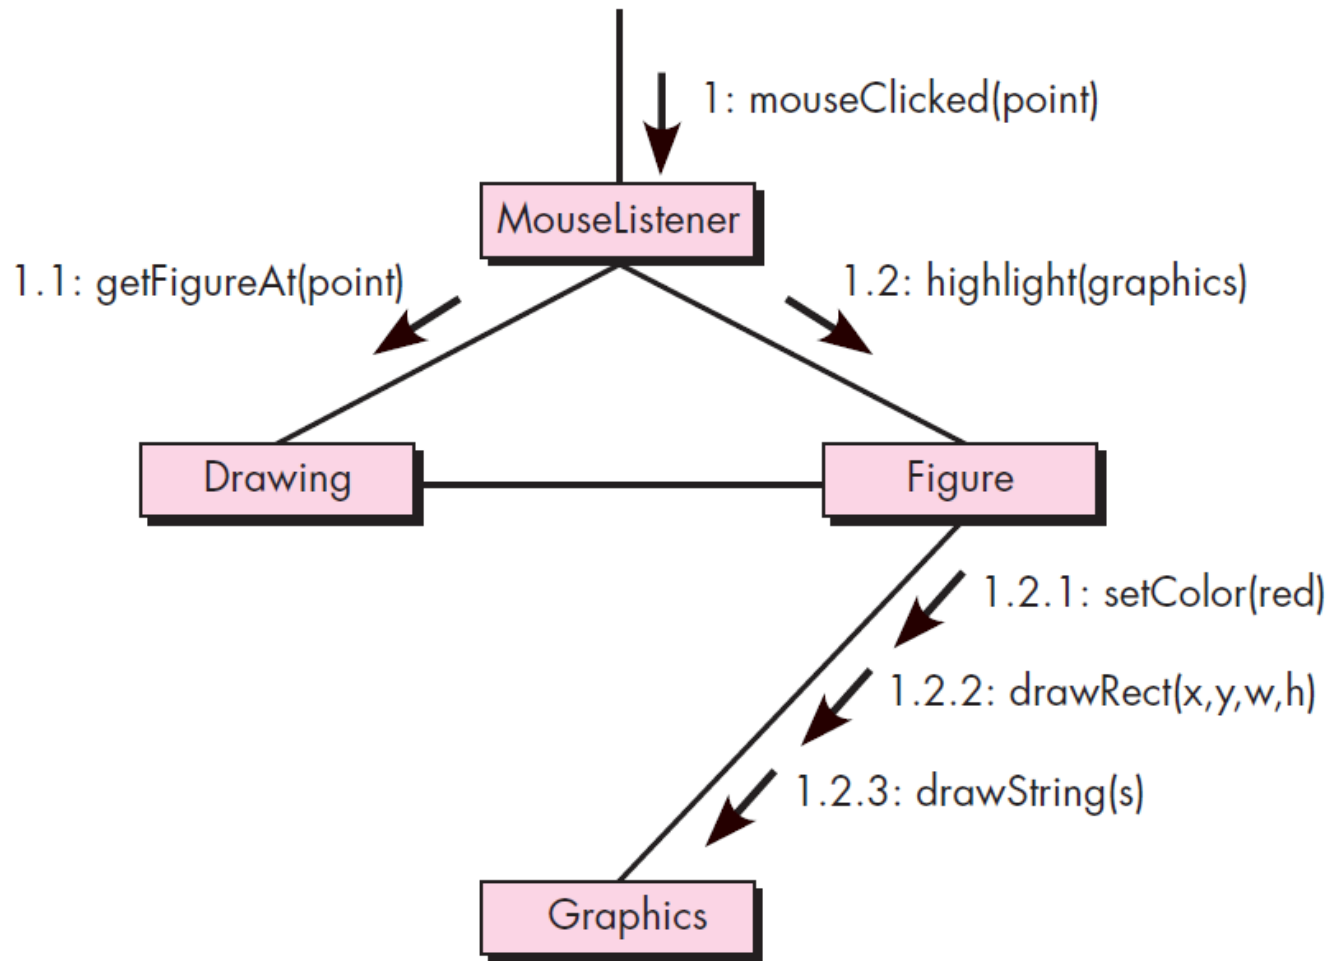 1: mouseClicked(point)
MouseListener
1.1: getFigureAt(point)
1.2: highlight(graphics)
Drawing
Figure
1.2.1: setColor(red)
1.2.2: drawRect(x,y,w,h)
1.2.3: drawString(s)
Graphics